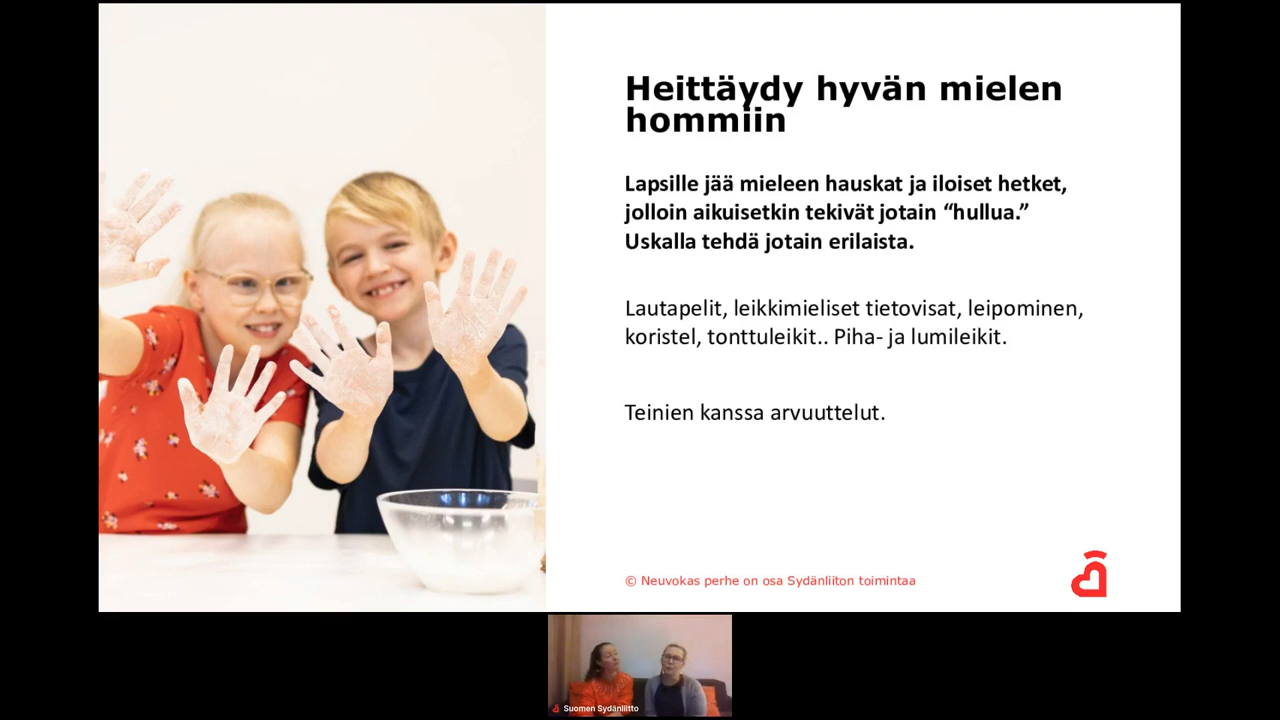 Heittäydy hyvän mielen
hommiin
Lapsille jää mieleen hauskat ja iloiset hetket,
jolloin aikuisetkin tekivät jotain “hullua.”
Uskalla tehdä jotain erilaista.
Lautapelit, leikkimieliset tietovisat, leipominen,
koristel, tonttuleikit.. Piha- ja lumileikit.
Teinien kanssa arvuuttelut.
© Neuvokas perhe on osa Sydänliiton toimintaa
Suomen Sydänliitto